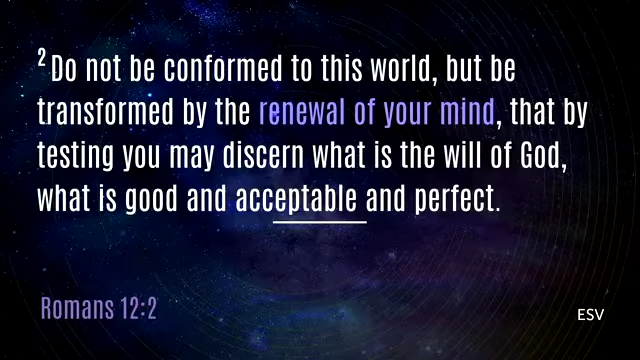 2 Do not be conformed to this world, but be
transformed by the renewal of your mind, that by
testing you may discern what is the will of God,
what is good and acceptable and perfect.
Romans 12:2
ESV